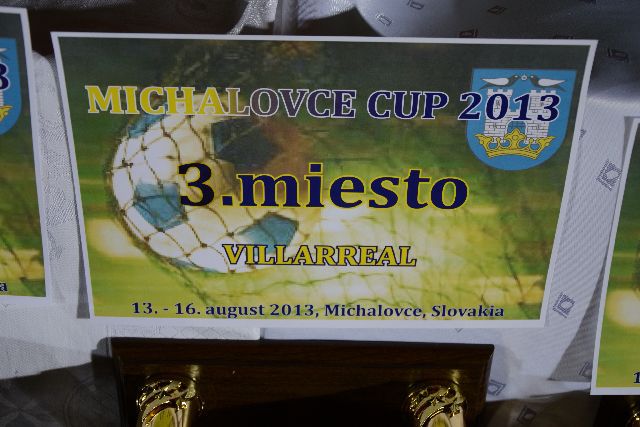 MICHALOVCE CUP 2013
3.miesto
VILLARREAL
13. - 16. august 2013, Michalovce, Slovakia